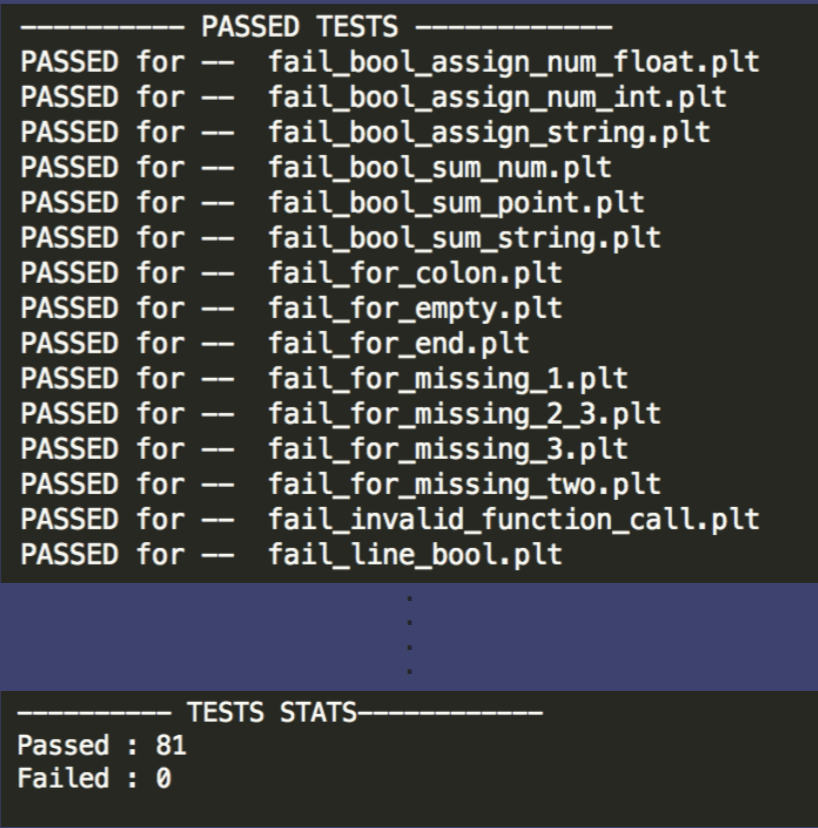 ---------- PASSED TESTS ------------
PASSED for --  fail_bool_assign_num_float.plt
PASSED for --  fail_bool_assign_num_int.plt
PASSED for --  fail_bool_assign_string.plt
PASSED for --  fail_bool_sum_num.plt
PASSED for --  fail_bool_sum_point.plt
PASSED for --  fail_bool_sum_string.plt
PASSED for --  fail_for_colon.plt
PASSED for --  fail_for_empty.plt
PASSED for --  fail_for_end.plt
PASSED for --  fail_for_missing_1.plt
PASSED for --  fail_for_missing_2_3.plt
PASSED for --  fail_for_missing_3.plt
PASSED for --  fail_for_missing_two.plt
PASSED for --  fail_invalid_function_call.plt
PASSED for --  fail_line_bool.plt
.
.
.
.
---------- TESTS STATS------------
Passed : 81
Failed : 0